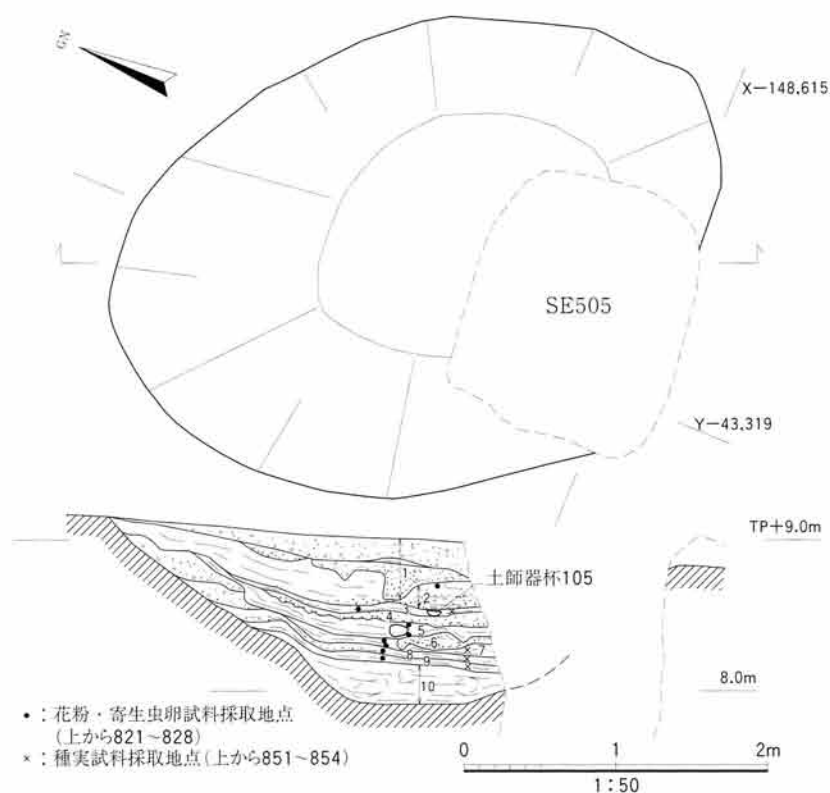 GN
X-148,615
SE505
Y-43,319
TP+9.0m
1
土師器杯105
2
3
4
5
6
7
8
9
8.0m
10
•：花粉・寄生虫卵試料採取地点
(上から821～828)
×：種実試料採取地点(上から851～854)
0 1 2m
1：50